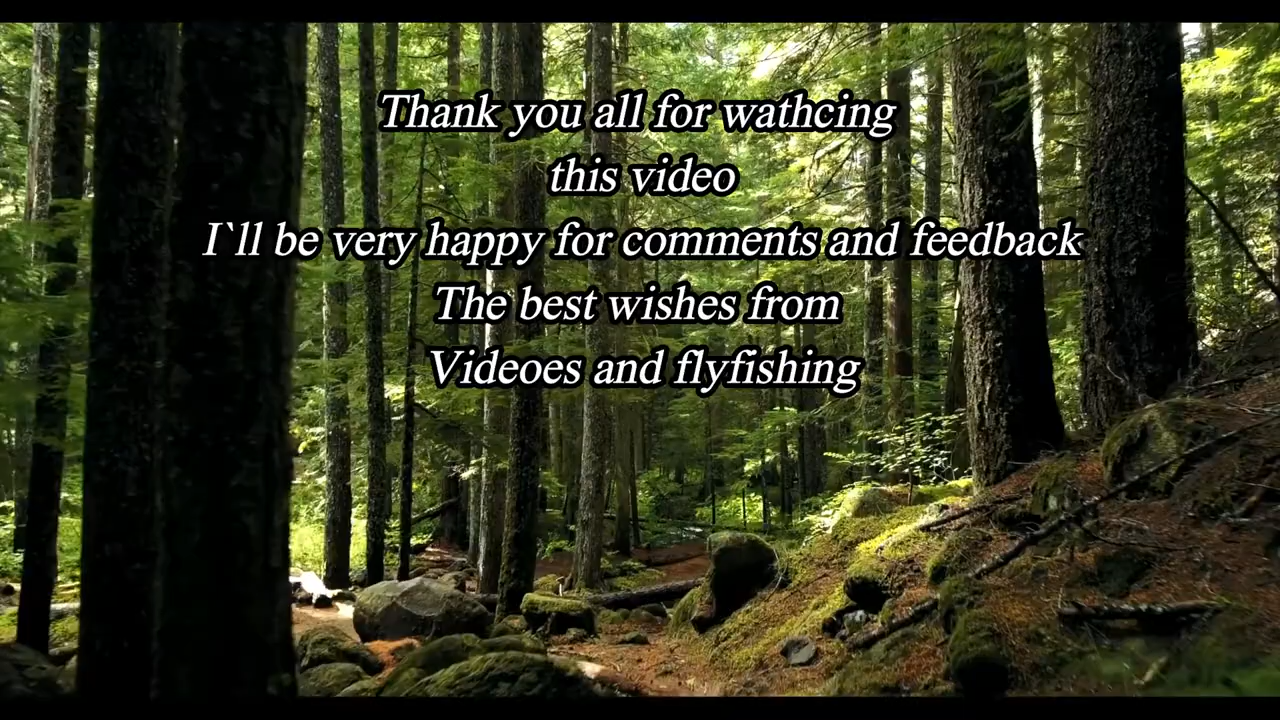 Thank you all for wathcing
this video
I`ll be very happy for comments and feedback
The best wishes from
Videoes and flyfishing